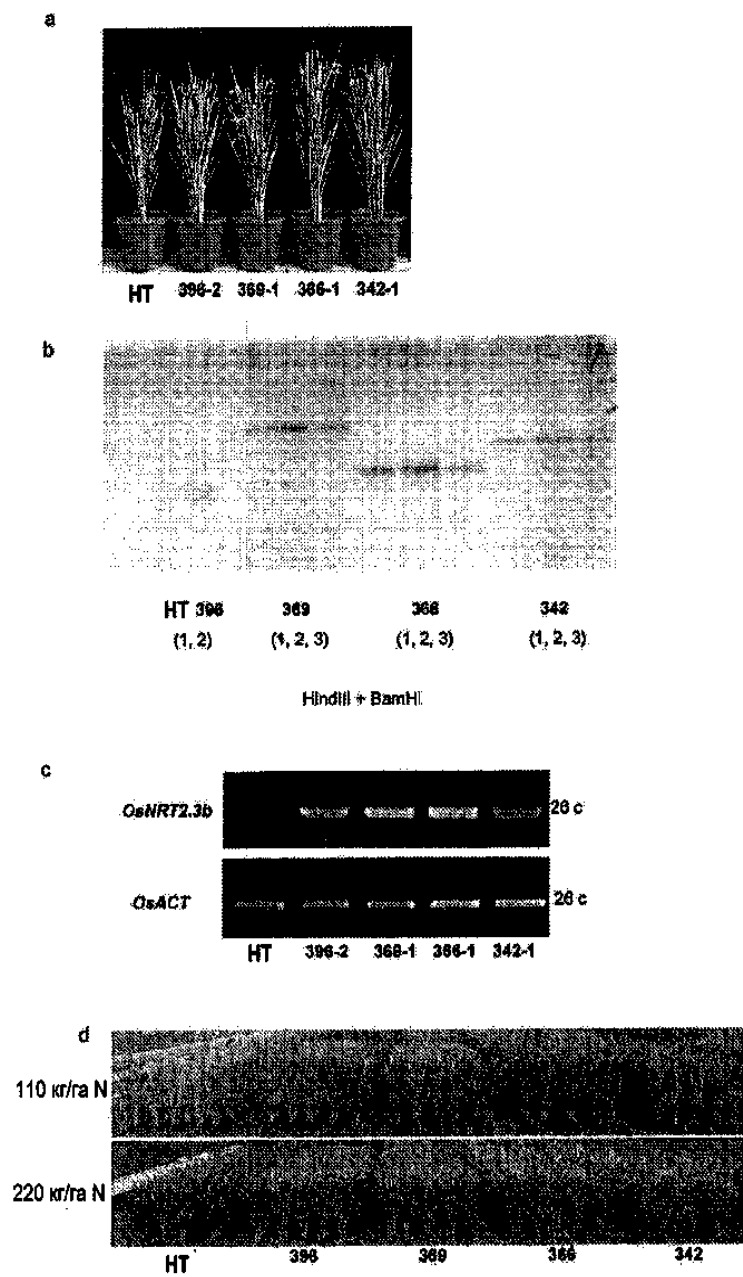 a
HT 396-2 369-1 366-1 342-1
b
HT 396 369 366 342
(1, 2) (1, 2, 3) (1, 2, 3) (1, 2, 3)
HindIII + BamHI
c
OsNRT2.3b 26 c
OsACT 26 c
HT 396-2 369-1 366-1 342-1
d
110 кг/га N
220 кг/га N
HT 396 369 366 342